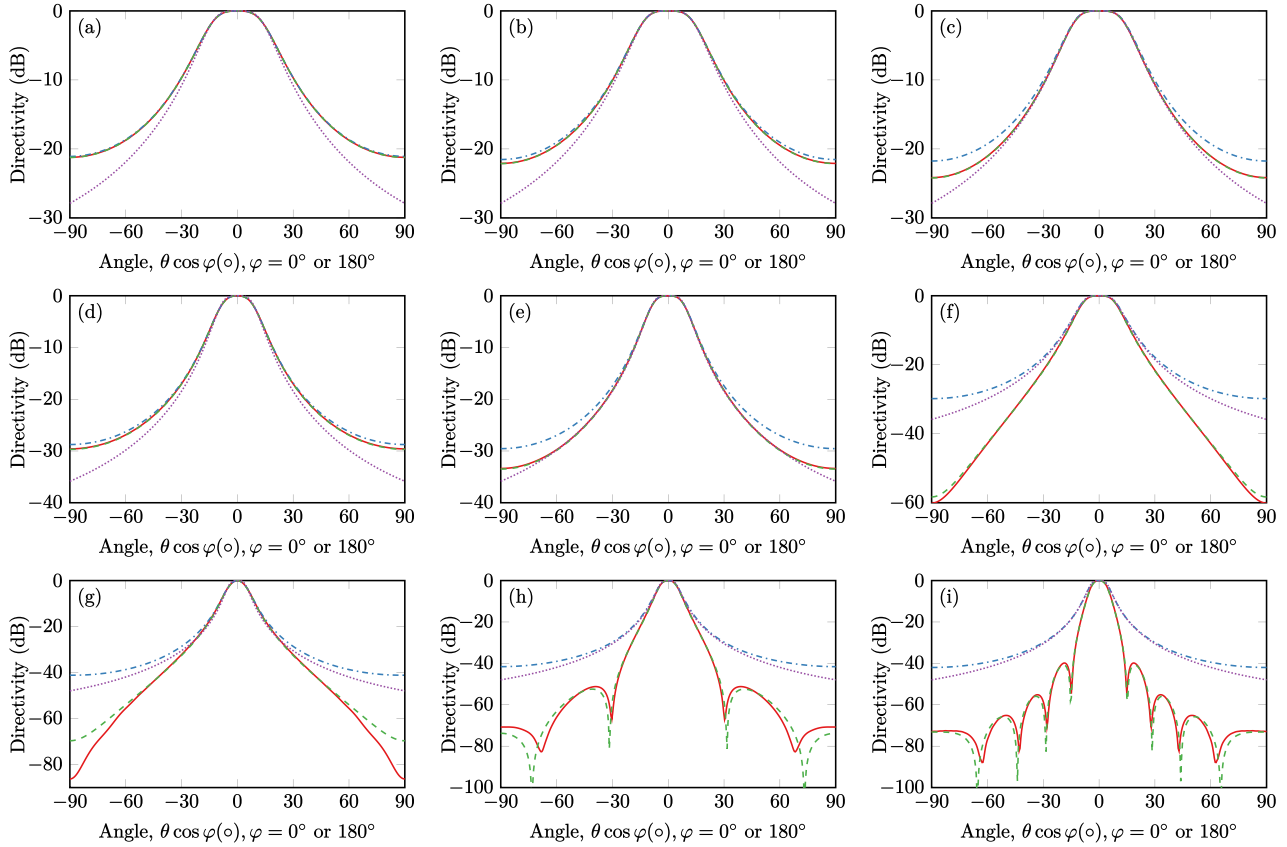 (a)
Directivity (dB)
0
−10
−20
−30
−90 −60 −30 0 30 60 90
Angle, θ cos φ(∘), φ = 0° or 180°
(b)
Directivity (dB)
0
−10
−20
−30
−90 −60 −30 0 30 60 90
Angle, θ cos φ(∘), φ = 0° or 180°
(c)
Directivity (dB)
0
−10
−20
−30
−90 −60 −30 0 30 60 90
Angle, θ cos φ(∘), φ = 0° or 180°
(d)
Directivity (dB)
0
−10
−20
−30
−40
−90 −60 −30 0 30 60 90
Angle, θ cos φ(∘), φ = 0° or 180°
(e)
Directivity (dB)
0
−10
−20
−30
−40
−90 −60 −30 0 30 60 90
Angle, θ cos φ(∘), φ = 0° or 180°
(f)
Directivity (dB)
0
−20
−40
−60
−90 −60 −30 0 30 60 90
Angle, θ cos φ(∘), φ = 0° or 180°
(g)
Directivity (dB)
0
−20
−40
−60
−80
−90 −60 −30 0 30 60 90
Angle, θ cos φ(∘), φ = 0° or 180°
(h)
Directivity (dB)
0
−20
−40
−60
−80
−100
−90 −60 −30 0 30 60 90
Angle, θ cos φ(∘), φ = 0° or 180°
(i)
Directivity (dB)
0
−20
−40
−60
−80
−100
−90 −60 −30 0 30 60 90
Angle, θ cos φ(∘), φ = 0° or 180°